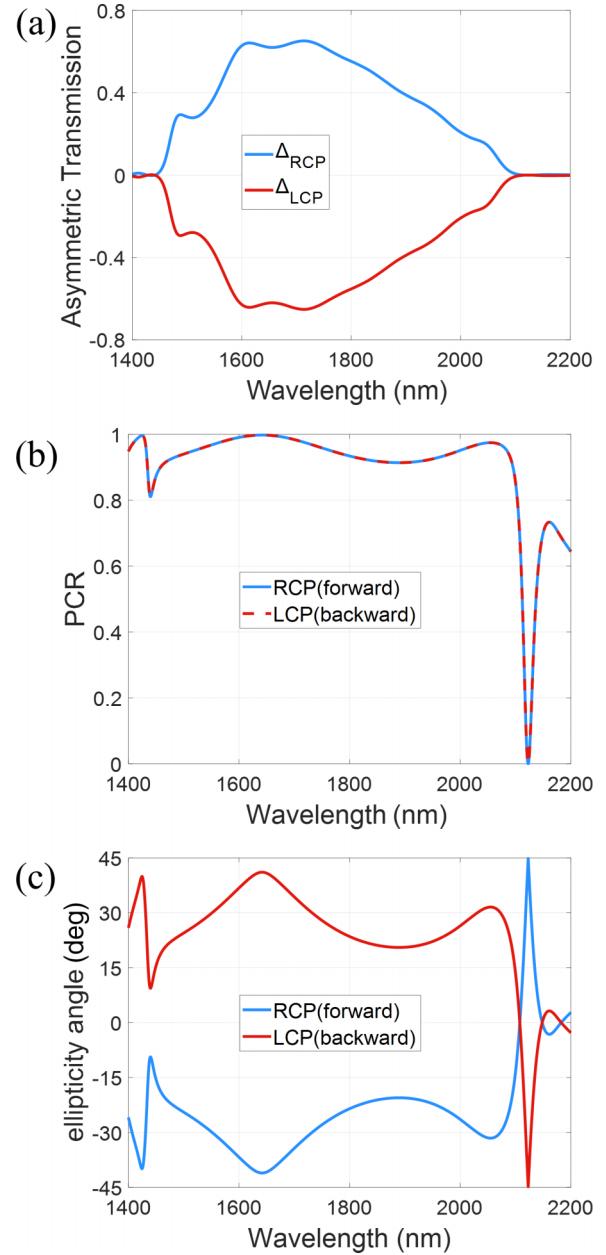 (a)
0.8
0.4
0
-0.4
-0.8
Asymmetric Transmission
Δ_RCP
Δ_LCP
1400 1600 1800 2000 2200
Wavelength (nm)
(b)
1
0.8
0.6
0.4
0.2
0
PCR
RCP(forward)
LCP(backward)
1400 1600 1800 2000 2200
Wavelength (nm)
(c)
45
30
15
0
-15
-30
-45
ellipticity angle (deg)
RCP(forward)
LCP(backward)
1400 1600 1800 2000 2200
Wavelength (nm)